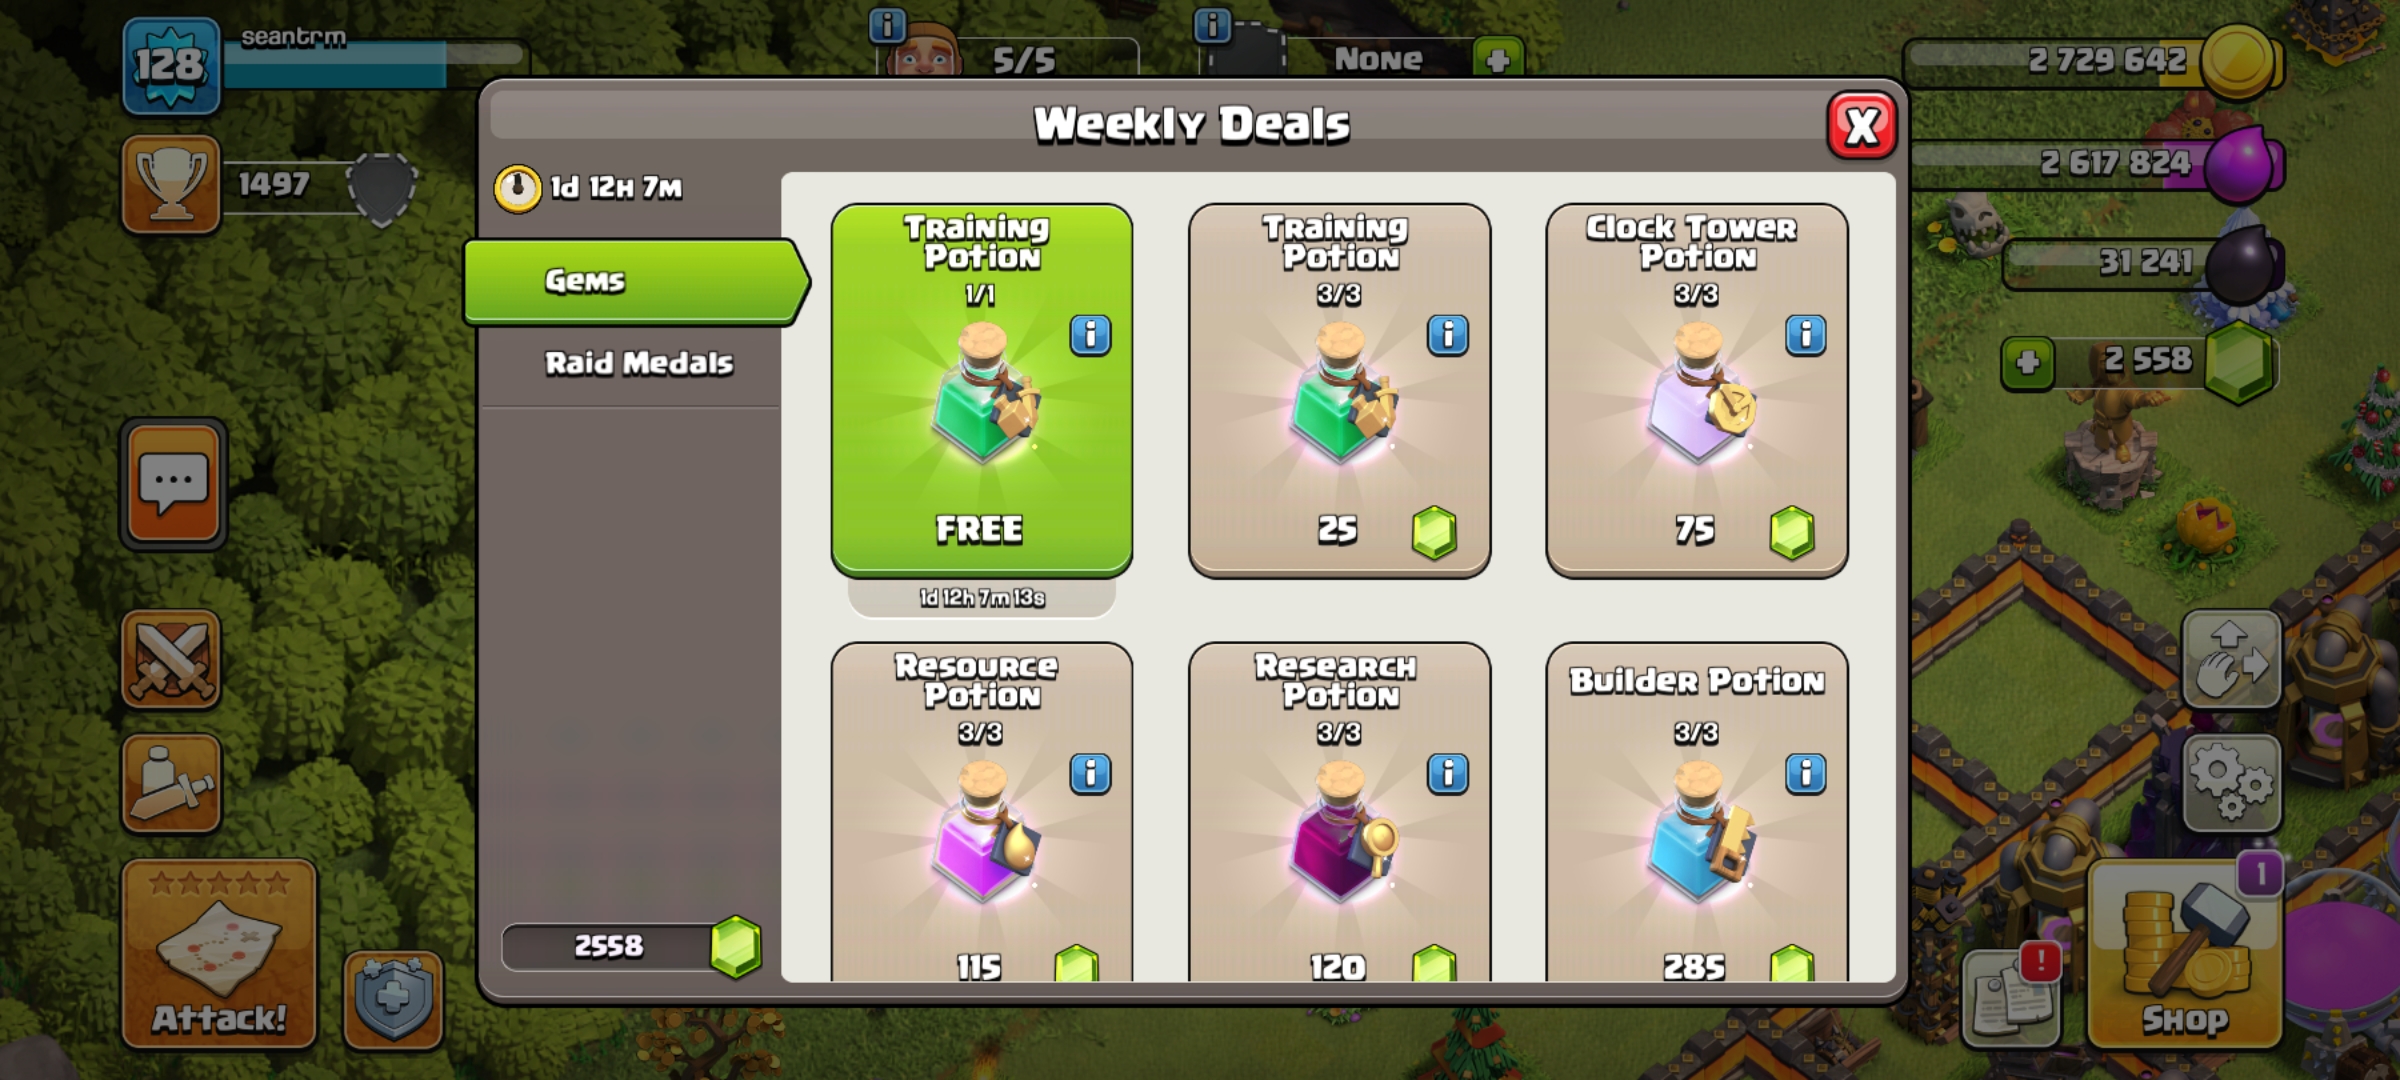 128
seantrm
5/5
None
2 729 642
1497
2 617 824
31 241
2 558
Weekly Deals
X
1d 12h 7m
Gems
Raid Medals
Training
Potion
1/1
FREE
1d 12h 7m 13s
Training
Potion
3/3
25
Clock Tower
Potion
3/3
75
Resource
Potion
3/3
115
Research
Potion
3/3
120
Builder Potion
3/3
285
2558
Attack!
!
1
Shop